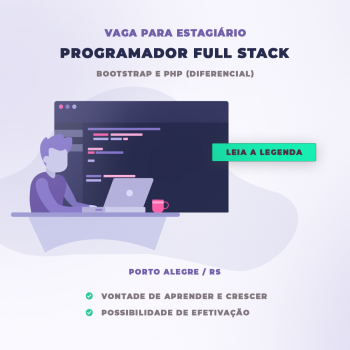 VAGA PARA ESTAGIÁRIO
PROGRAMADOR FULL STACK
BOOTSTRAP E PHP (DIFERENCIAL)
LEIA A LEGENDA
PORTO ALEGRE / RS
VONTADE DE APRENDER E CRESCER
POSSIBILIDADE DE EFETIVAÇÃO